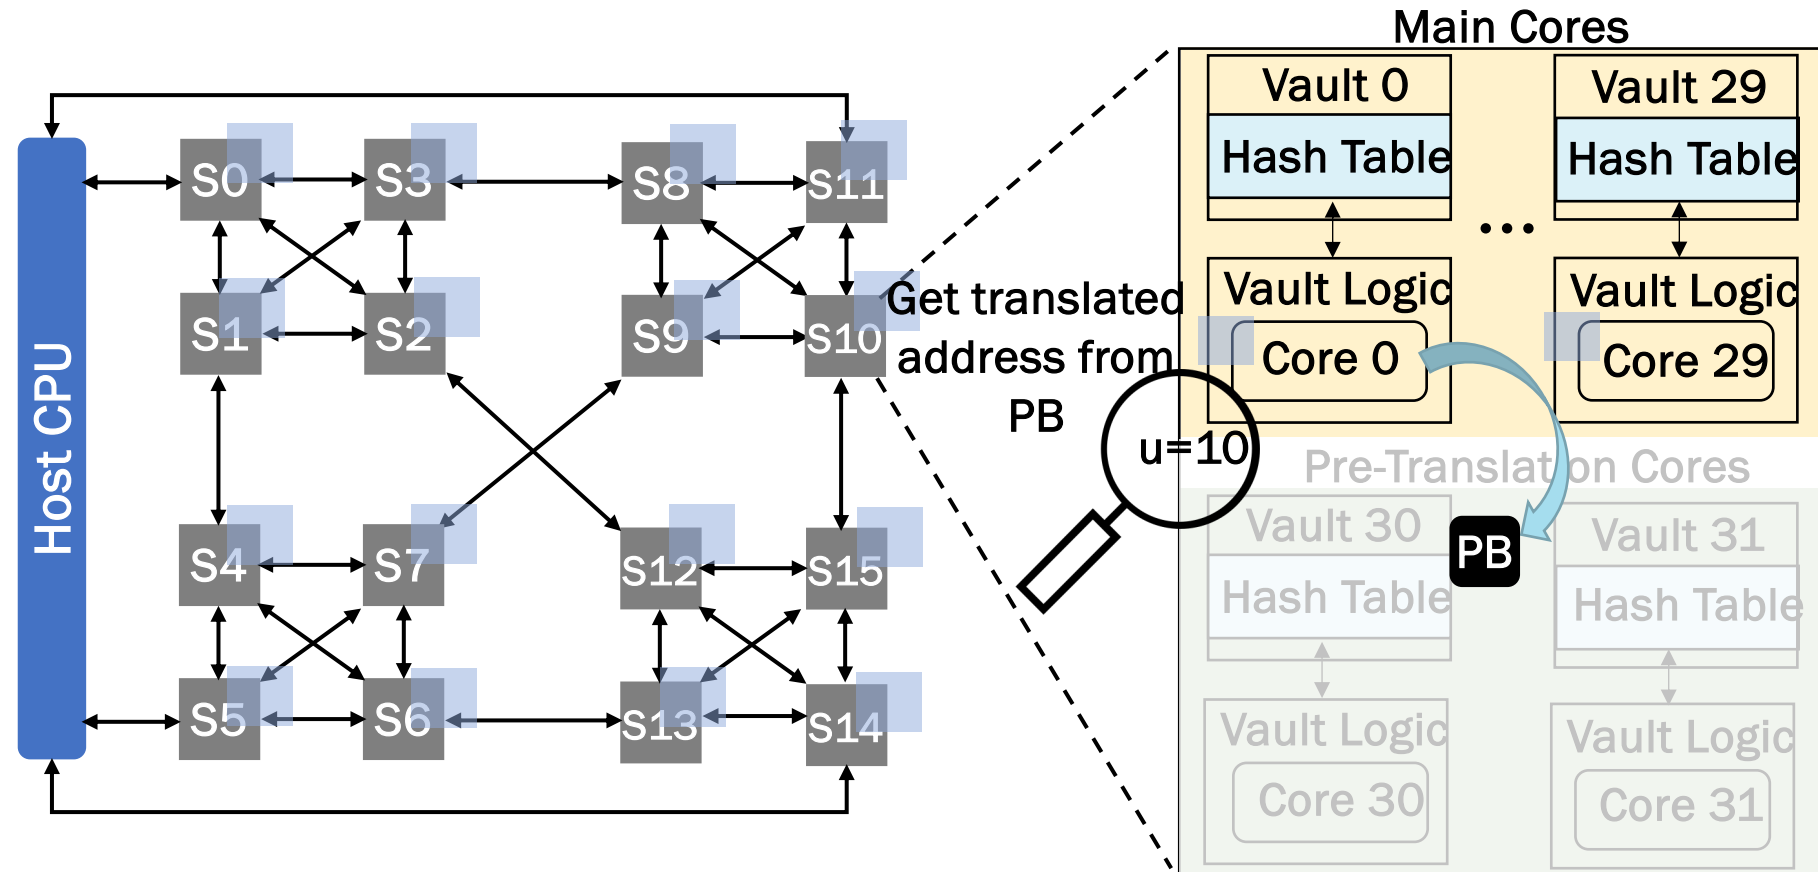 Main Cores
Vault 0
Vault 29
Hash Table
Hash Table
...
Vault Logic
Vault Logic
Core 0
Core 29
Host CPU
S0
S3
S8
S11
S1
S2
S9
S10
Get translated
address from
PB
u=10
Pre-Translation Cores
Vault 30
Vault 31
PB
Hash Table
Hash Table
Vault Logic
Vault Logic
Core 30
Core 31
S4
S7
S12
S15
S5
S6
S13
S14